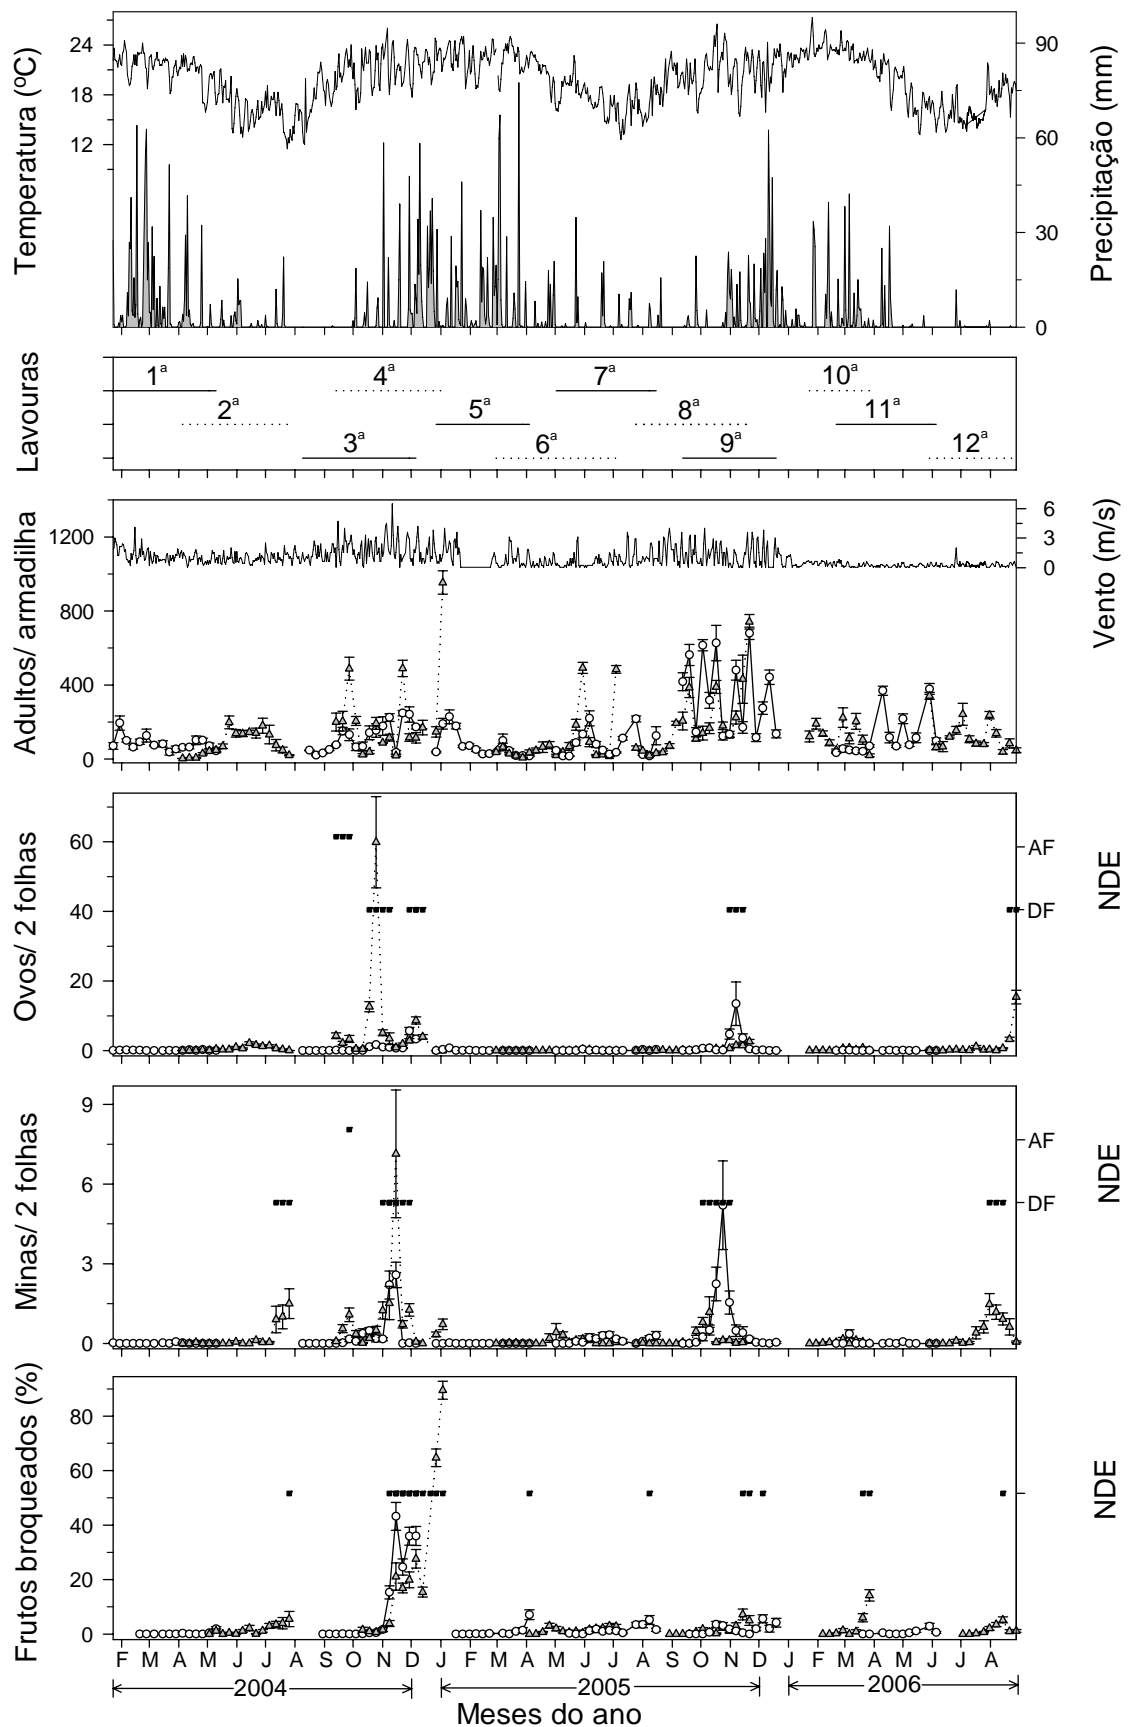 Temperatura (ºC)
24
18
12
90
60
30
0
Precipitação (mm)
Lavouras
1ª
4ª
7ª
10ª
2ª
5ª
8ª
11ª
3ª
6ª
9ª
12ª
Adultos/ armadilha
1200
800
400
0
6
3
0
Vento (m/s)
Ovos/ 2 folhas
60
40
20
0
AF
DF
NDE
Minas/ 2 folhas
9
6
3
0
AF
DF
NDE
Frutos broqueados (%)
80
60
40
20
0
NDE
F M A M J J A S O N D J F M A M J J A S O N D J F M A M J J A
2004 2005 2006
Meses do ano